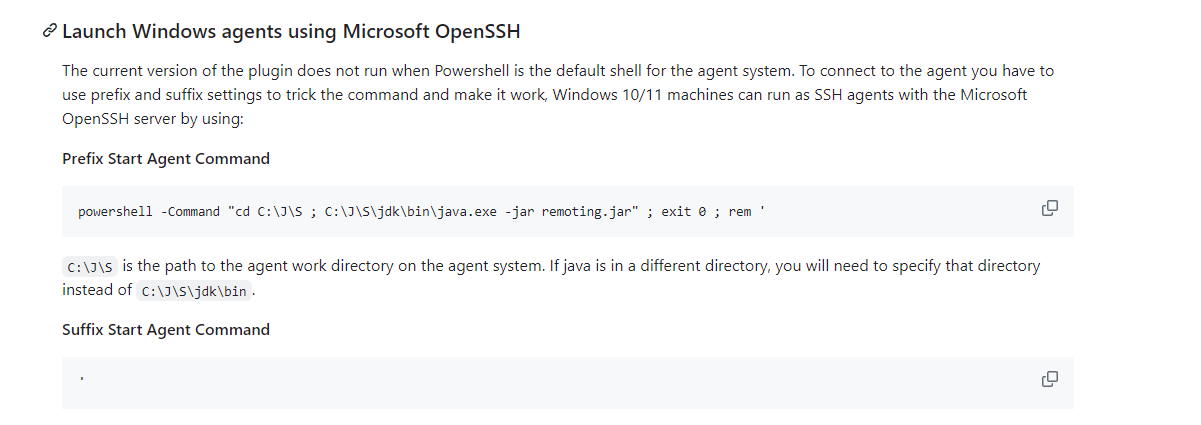 Launch Windows agents using Microsoft OpenSSH
The current version of the plugin does not run when Powershell is the default shell for the agent system. To connect to the agent you have to
use prefix and suffix settings to trick the command and make it work, Windows 10/11 machines can run as SSH agents with the Microsoft
OpenSSH server by using:
Prefix Start Agent Command
powershell -Command "cd C:\J\S ; C:\J\S\jdk\bin\java.exe -jar remoting.jar" ; exit 0 ; rem '
C:\J\S is the path to the agent work directory on the agent system. If java is in a different directory, you will need to specify that directory
instead of C:\J\S\jdk\bin.
Suffix Start Agent Command
'